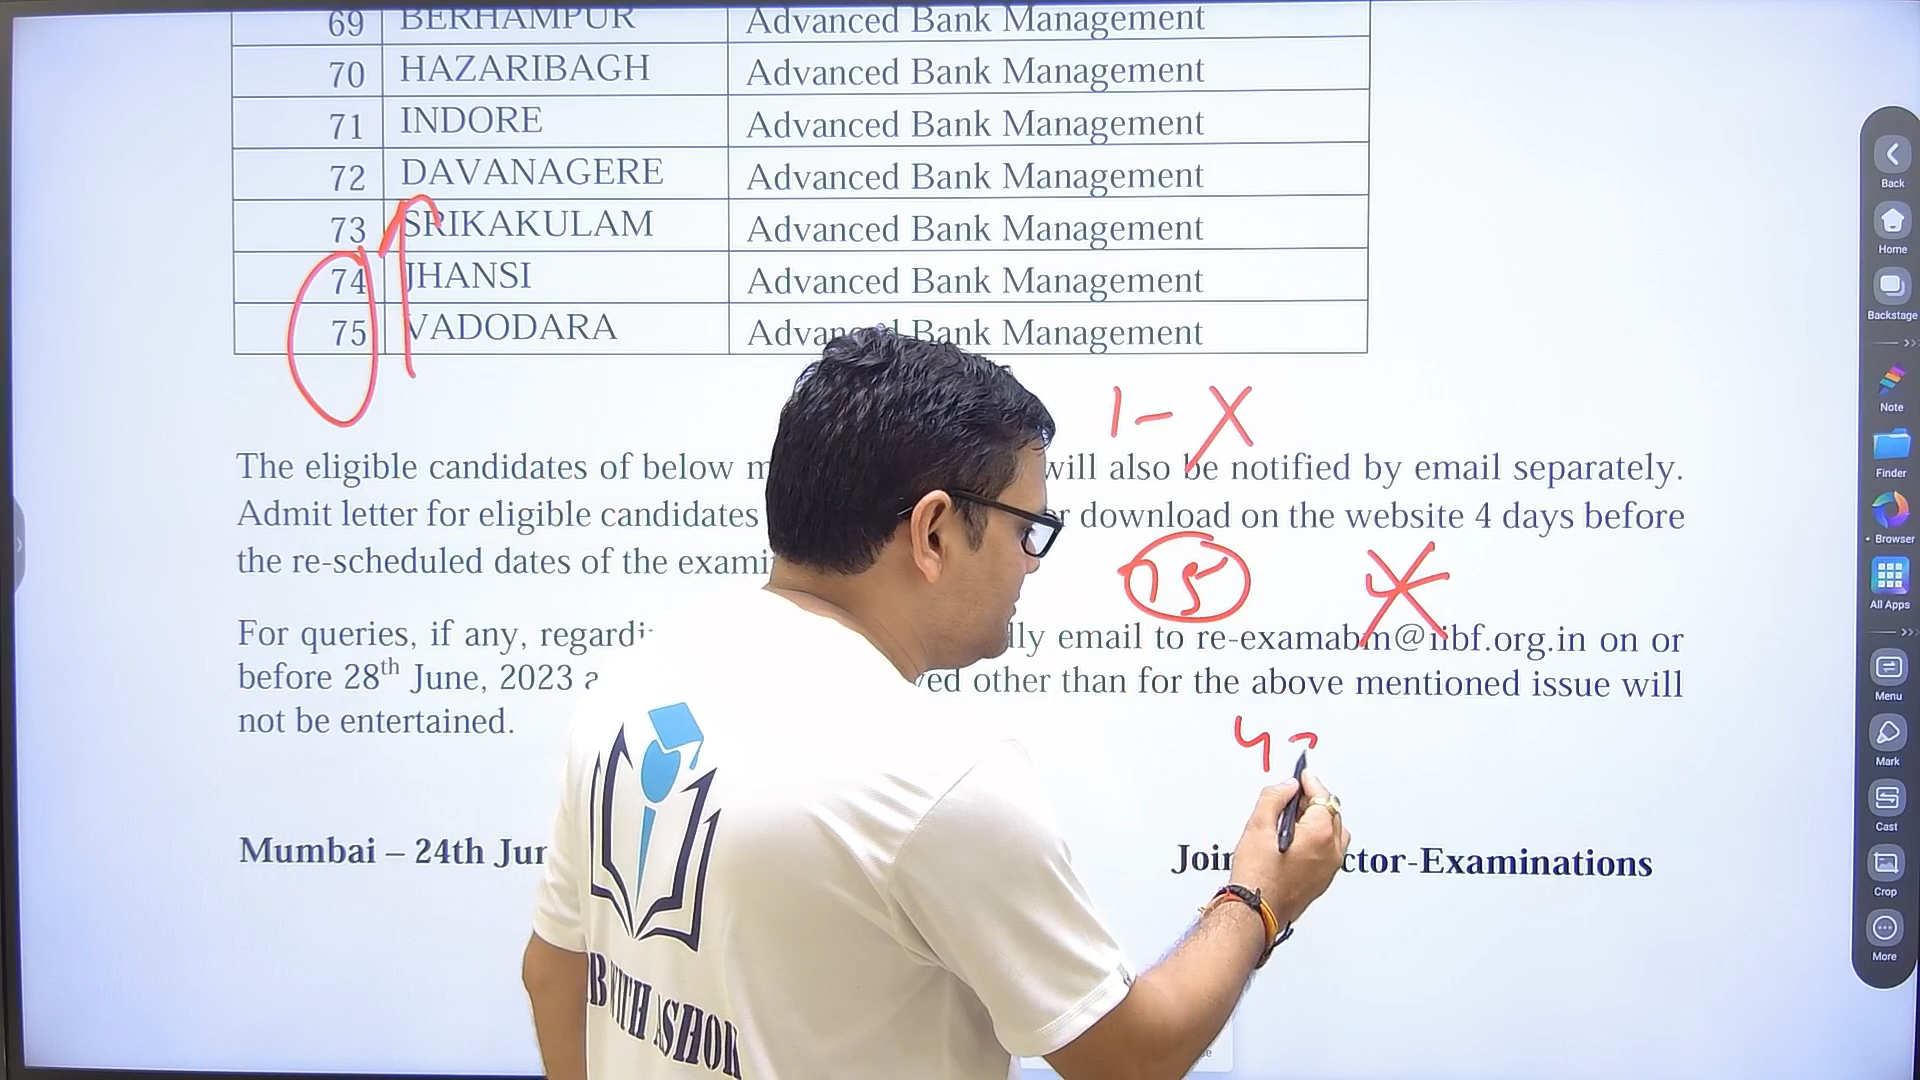 69 BERHAMPUR Advanced Bank Management
70 HAZARIBAGH Advanced Bank Management
71 INDORE Advanced Bank Management
72 DAVANAGERE Advanced Bank Management
73 SRIKAKULAM Advanced Bank Management
74 JHANSI Advanced Bank Management
75 VADODARA Advanced Bank Management
1 - X
The eligible candidates of below will also be notified by email separately.
Admit letter for eligible candidates download on the website 4 days before
the re-scheduled dates of the
75
For queries, if any, email to re-examabm@iibf.org.in on or
before 28th June, 2023 other than for the above mentioned issue will
not be entertained.
Mumbai – 24th
-Examinations
WITH ASHOK
Back
Home
Backstage
Note
Finder
Browser
All Apps
Menu
Mark
Cast
Crop
More